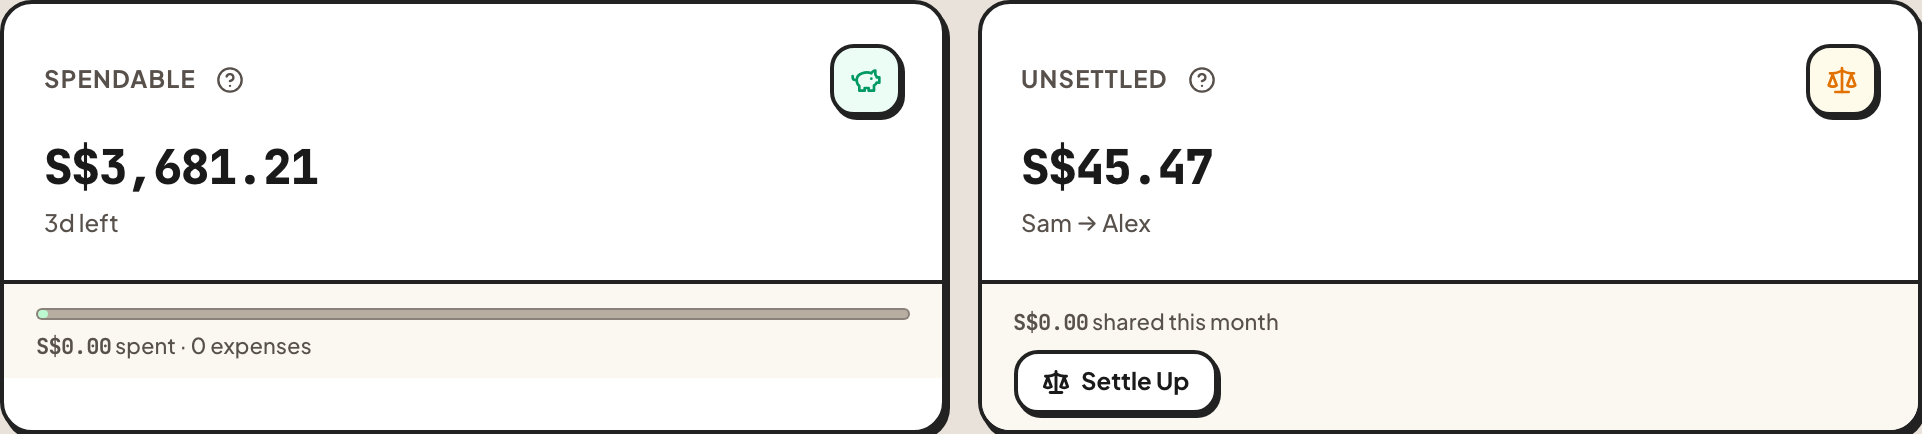 SPENDABLE
S$3,681.21
3d left
S$0.00 spent · 0 expenses
UNSETTLED
S$45.47
Sam → Alex
S$0.00 shared this month
Settle Up